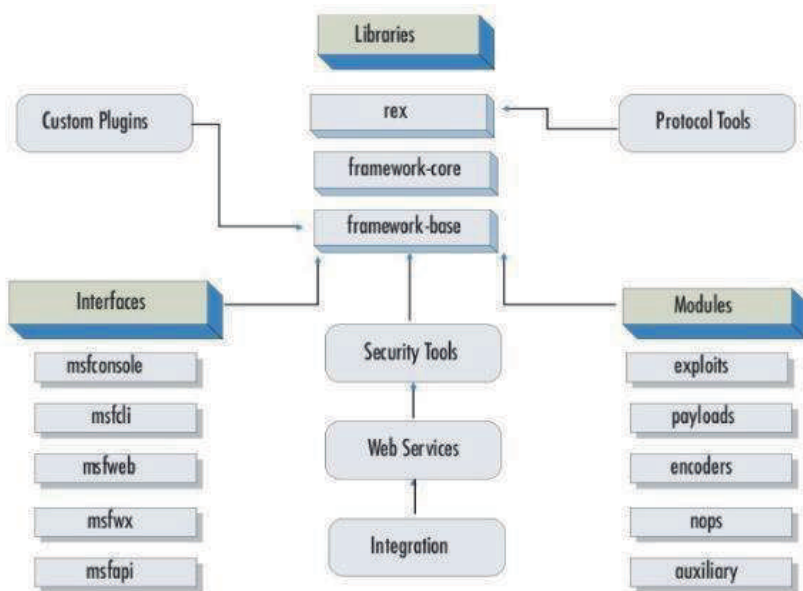 Libraries
Custom Plugins
rex
Protocol Tools
framework-core
framework-base
Interfaces
msfconsole
msfcli
msfweb
msfwx
msfapi
Security Tools
Web Services
Integration
Modules
exploits
payloads
encoders
nops
auxiliary